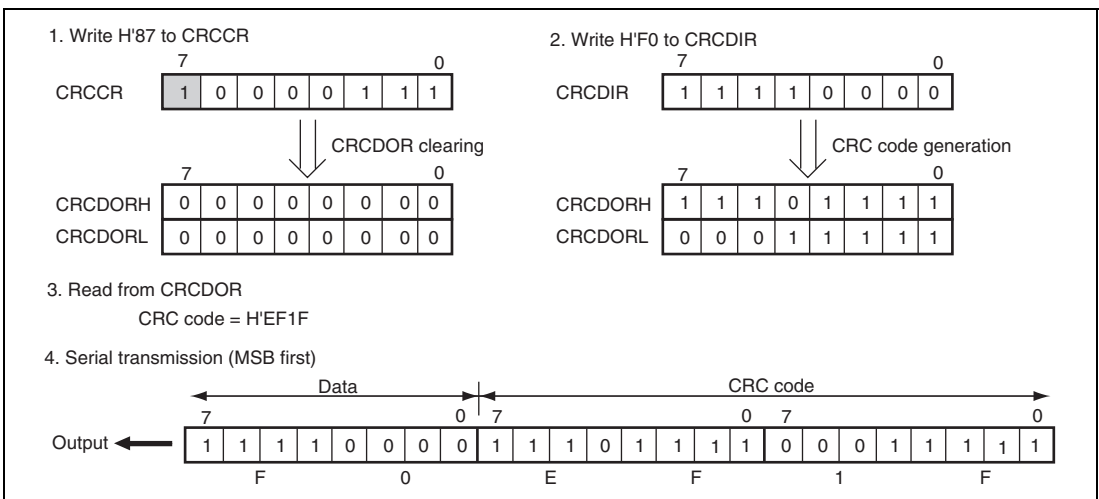 1. Write H'87 to CRCCR
7 0
CRCCR 1 0 0 0 0 1 1 1
CRCDOR clearing
7 0
CRCDORH 0 0 0 0 0 0 0 0
CRCDORL 0 0 0 0 0 0 0 0
2. Write H'F0 to CRCDIR
7 0
CRCDIR 1 1 1 1 0 0 0 0
CRC code generation
7 0
CRCDORH 1 1 1 0 1 1 1 1
CRCDORL 0 0 0 1 1 1 1 1
3. Read from CRCDOR
CRC code = H'EF1F
4. Serial transmission (MSB first)
Data CRC code
7 0 7 0 7 0
Output 1 1 1 1 0 0 0 0 1 1 1 0 1 1 1 1 0 0 0 1 1 1 1 1
F 0 E F 1 F